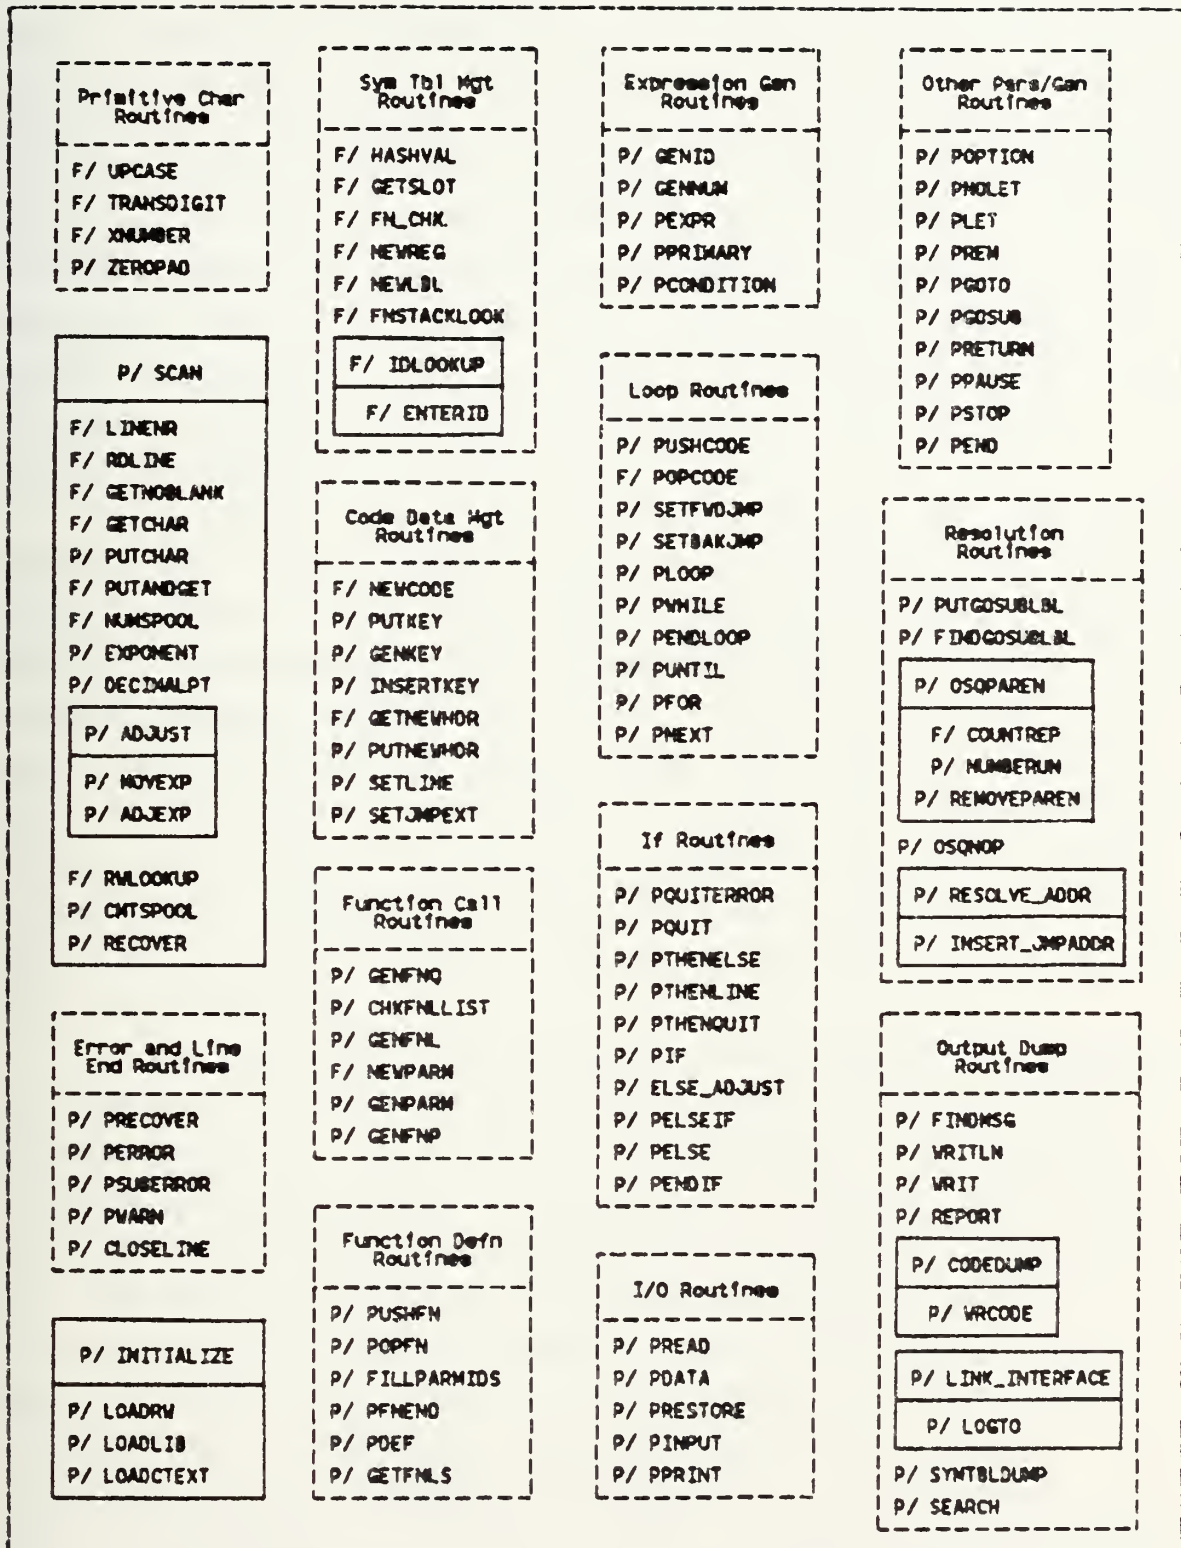 Primitive Char
Routines
F/ UPCASE
F/ TRANSDIGIT
F/ XNUMBER
P/ ZEROPAD
P/ SCAN
F/ LINENR
F/ RDLINE
F/ GETNOBLANK
F/ GETCHAR
P/ PUTCHAR
F/ PUTANDGET
F/ NUMSPOOL
P/ EXPONENT
P/ DECIMALPT
P/ ADJUST
P/ MOVEXP
P/ ADJEXP
F/ RWLOOKUP
P/ CMTSPOOL
P/ RECOVER
Error and Line
End Routines
P/ PRECOVER
P/ PERROR
P/ PSUBERROR
P/ PWARN
P/ CLOSELINE
P/ INITIALIZE
P/ LOADRW
P/ LOADLIB
P/ LOADCTEXT
Sym Tbl Mgt
Routines
F/ HASHVAL
F/ GETSLOT
F/ FN_CHK
F/ NEWREG
F/ NEWLBL
F/ FNSTACKLOOK
F/ IDLOOKUP
F/ ENTERID
Code Data Mgt
Routines
F/ NEWCODE
P/ PUTKEY
P/ GENKEY
P/ INSERTKEY
F/ GETNEWHDR
P/ PUTNEWHDR
P/ SETLINE
P/ SETJMPEXT
Function Call
Routines
P/ GENFNQ
P/ CHKFNLLIST
P/ GENFNL
F/ NEWPARM
P/ GENPARM
P/ GENFNP
Function Defn
Routines
P/ PUSHFN
P/ POPFN
P/ FILLPARMIDS
P/ PFNEND
P/ PDEF
P/ GETFNLS
Expression Gen
Routines
P/ GENID
P/ GENNUM
P/ PEXPR
P/ PPRIMARY
P/ PCONDITION
Loop Routines
P/ PUSHCODE
F/ POPCODE
P/ SETFWDJMP
P/ SETBAKJMP
P/ PLOOP
P/ PWHILE
P/ PENDLOOP
P/ PUNTIL
P/ PFOR
P/ PNEXT
If Routines
P/ PQUITERROR
P/ PQUIT
P/ PTHENELSE
P/ PTHENLINE
P/ PTHENQUIT
P/ PIF
P/ ELSE_ADJUST
P/ PELSEIF
P/ PELSE
P/ PENDIF
I/O Routines
P/ PREAD
P/ PDATA
P/ PRESTORE
P/ PINPUT
P/ PPRINT
Other Pars/Gen
Routines
P/ POPTION
P/ PNOLET
P/ PLET
P/ PREM
P/ PGOTO
P/ PGOSUB
P/ PRETURN
P/ PPAUSE
P/ PSTOP
P/ PEND
Resolution
Routines
P/ PUTGOSUBLBL
P/ FINDGOSUBLBL
P/ OSQPAREN
F/ COUNTREP
P/ NUMBERUN
P/ REMOVEPAREN
P/ OSQNOP
P/ RESOLVE_ADDR
P/ INSERT_JMPADDR
Output Dump
Routines
P/ FINDMSG
P/ WRITLN
P/ WRIT
P/ REPORT
P/ CODEDUMP
P/ WRCODE
P/ LINK_INTERFACE
P/ LOGTO
P/ SYMTBLDUMP
P/ SEARCH